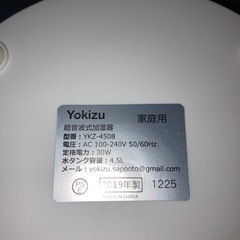 Yokizu 家庭用
超音波式加湿器
型番：YKZ-4508
電圧：AC 100-240V 50/60Hz
定格電力：30W
水タンク容量：4.5L
メール：yokizu.saponto@gmail.com
PS E 2019年製 1225
MADE IN CHINA